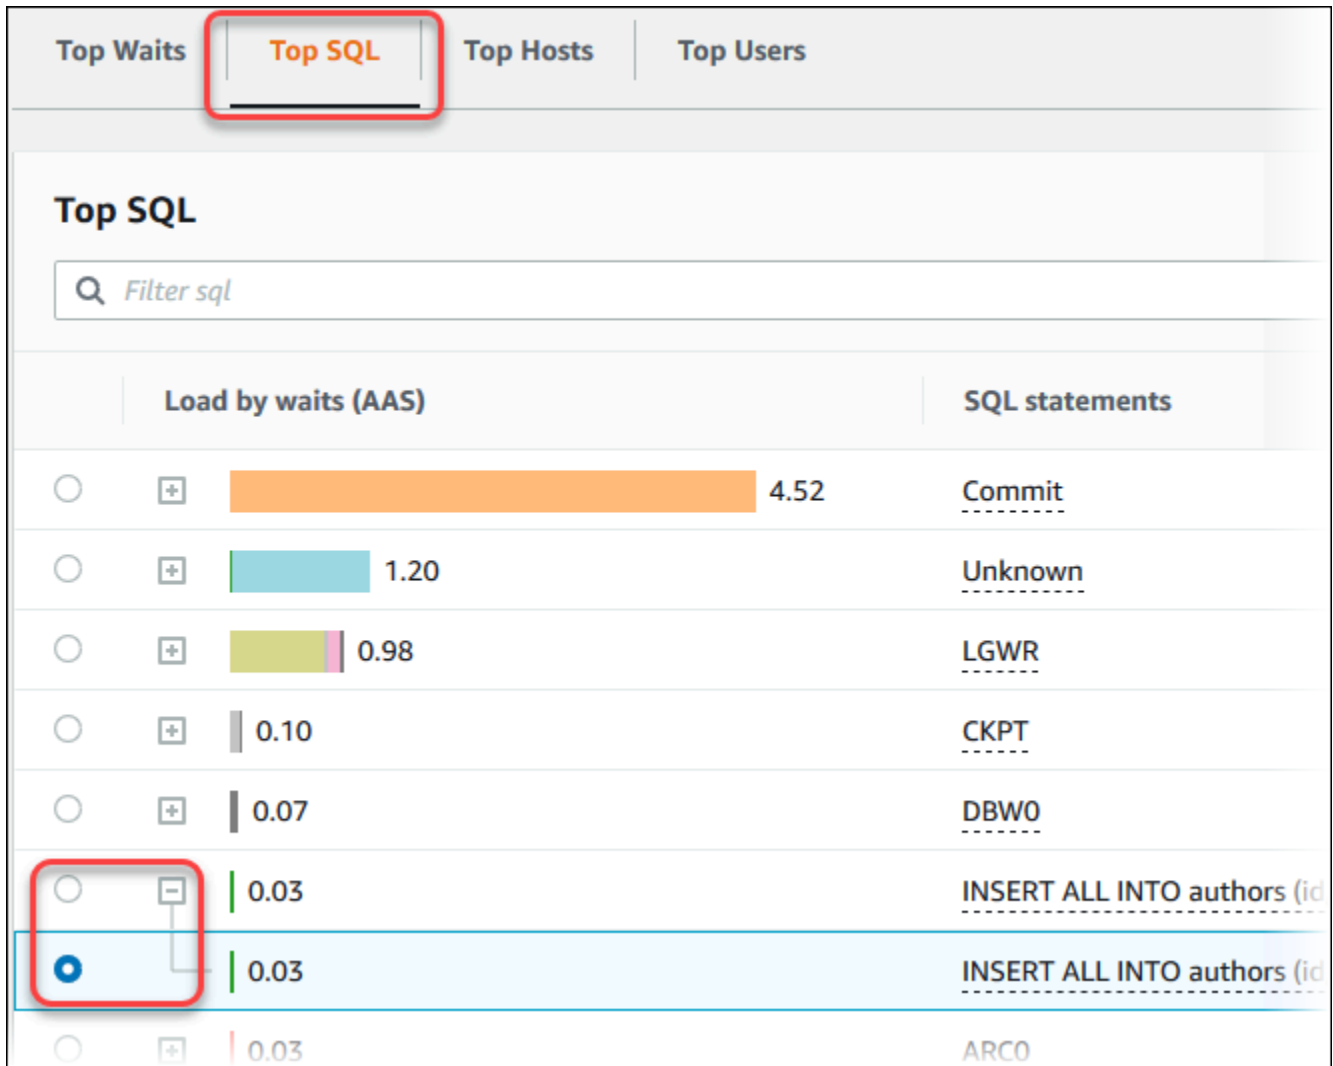 Top Waits Top SQL Top Hosts Top Users
Top SQL
Filter sql
Load by waits (AAS) SQL statements
4.52 Commit
1.20 Unknown
0.98 LGWR
0.10 CKPT
0.07 DBW0
0.03 INSERT ALL INTO authors (id
0.03 INSERT ALL INTO authors (id
0.03 ARC0